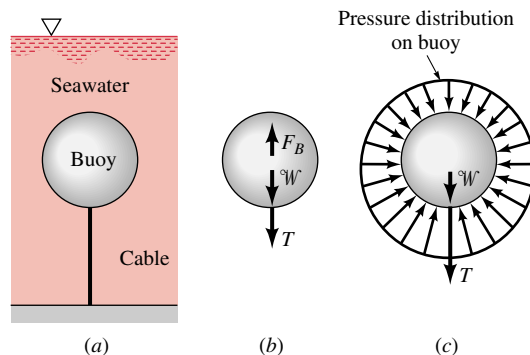 Pressure distribution
on buoy
Seawater
Buoy
Cable
F_B
𝒲
T
𝒲
T
(a)
(b)
(c)